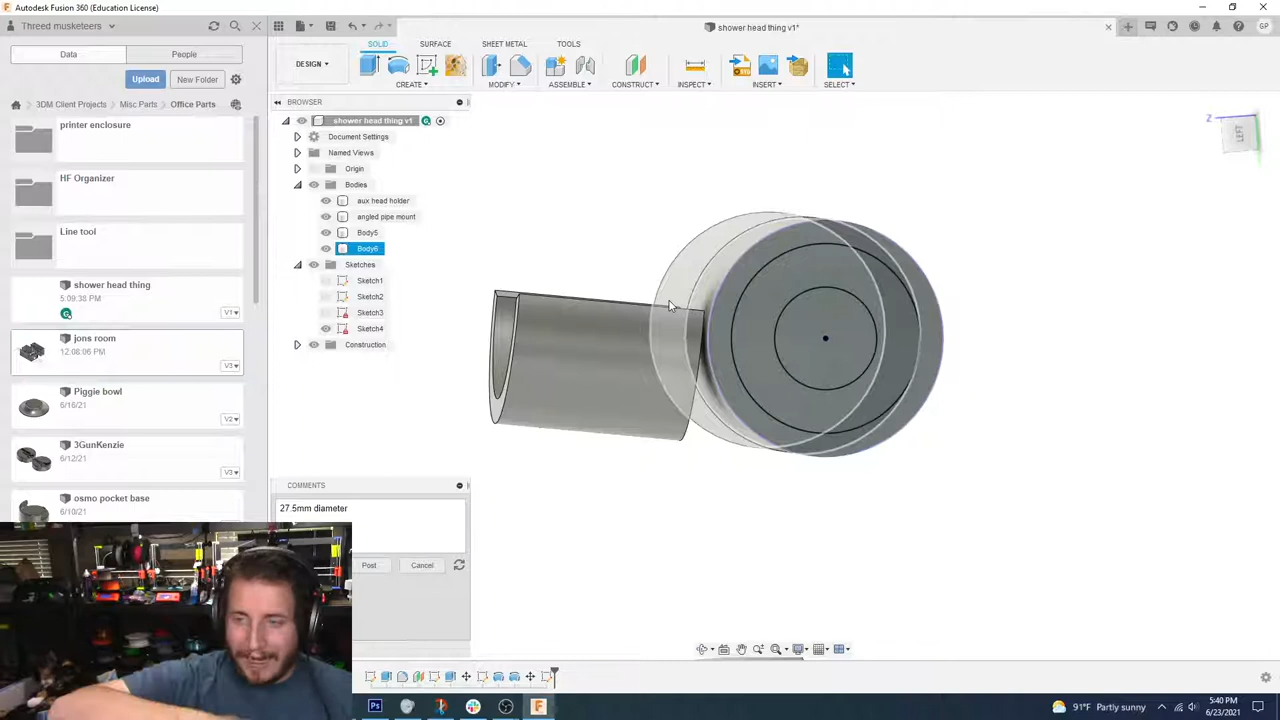 Autodesk Fusion 360 (Education License)
Threed musketeers
shower head thing v1*
GP
Data
People
Upload
New Folder
3DM Client Projects
Misc Parts
Office Parts
printer enclosure
HF Organizer
Line tool
shower head thing
5:09:38 PM
V1
jons room
12:08:06 PM
V3
Piggie bowl
6/16/21
V2
3GunKenzie
6/12/21
V3
osmo pocket base
6/10/21
DESIGN
SOLID
SURFACE
SHEET METAL
TOOLS
CREATE
MODIFY
ASSEMBLE
CONSTRUCT
INSPECT
INSERT
SELECT
BROWSER
shower head thing v1
Document Settings
Named Views
Origin
Bodies
aux head holder
angled pipe mount
Body5
Body6
Sketches
Sketch1
Sketch2
Sketch3
Sketch4
Construction
COMMENTS
27.5mm diameter
Post
Cancel
Z
LEFT
91°F Partly sunny
5:40 PM
6/23/2021